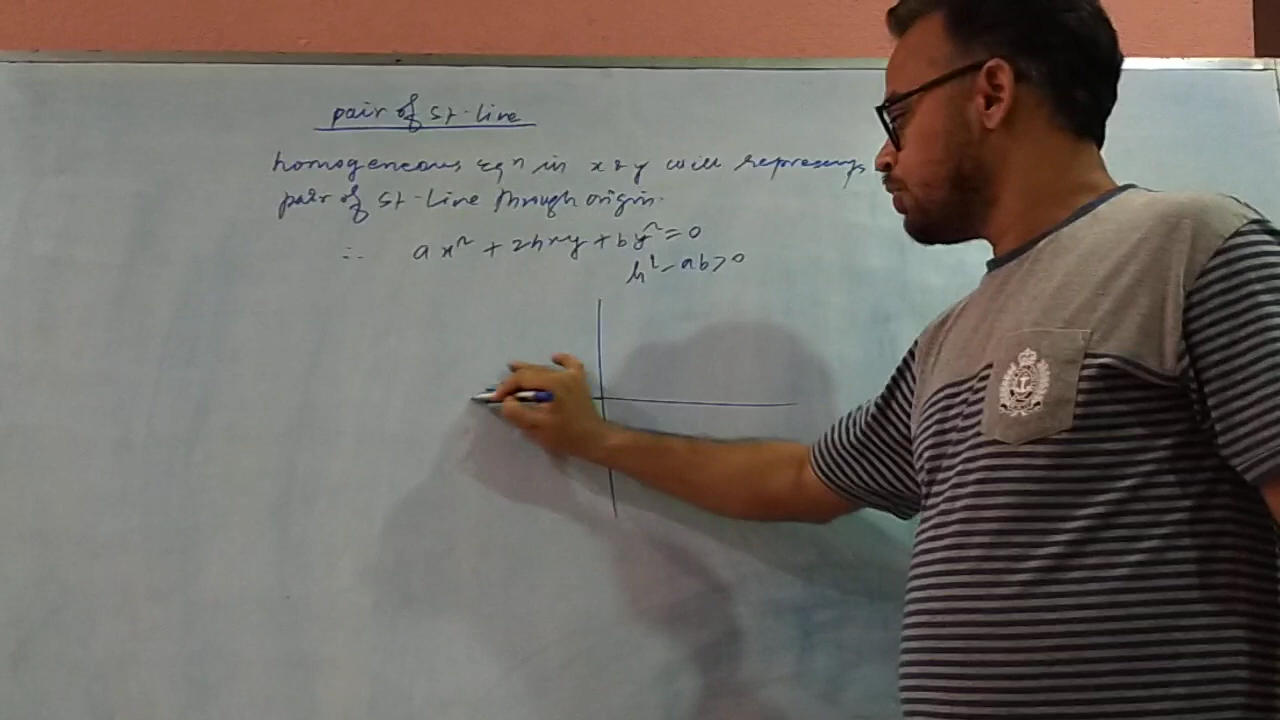 pair of st-line
homogeneous eqn in x & y will represents
pair of st-line through origin.
∴ ax² + 2hxy + by² = 0
h² - ab > 0